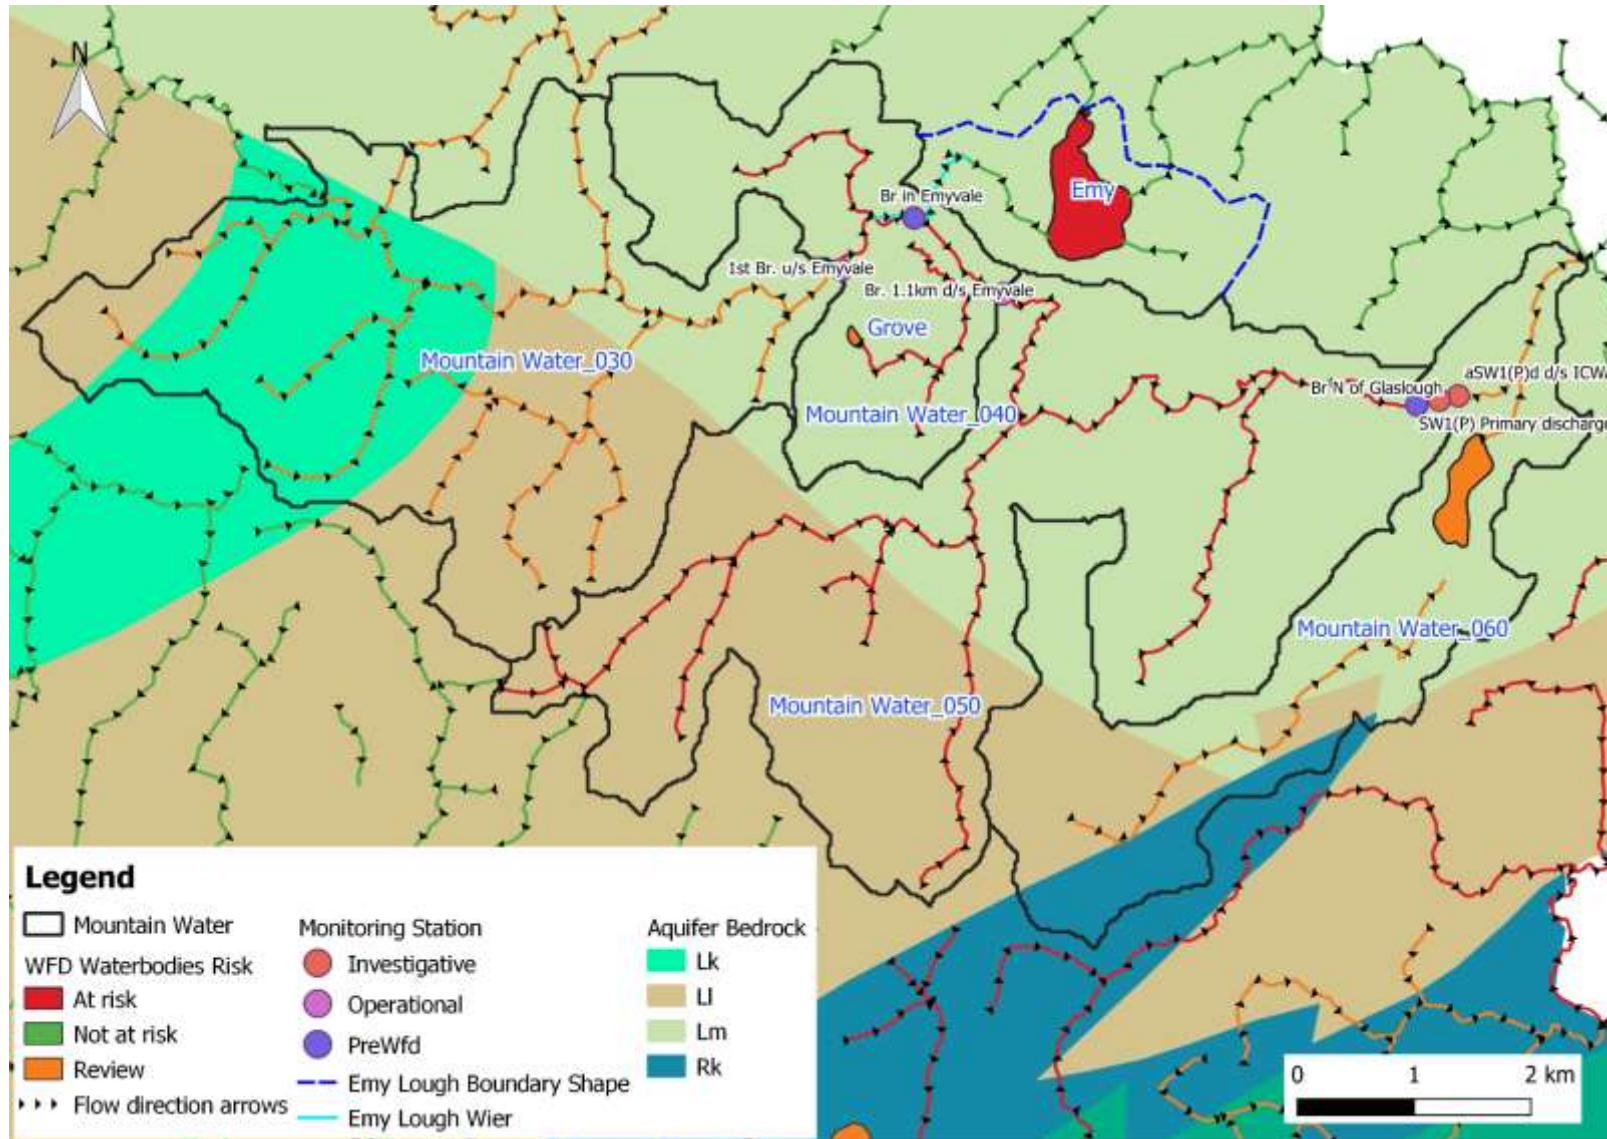 N
Emy
Br in Emyvale
1st Br. u/s Emyvale
Br. 1.1km d/s Emyvale
Grove
Mountain Water_030
Mountain Water_040
Br N of Glaslough
aSW1(P)d d/s ICW
SW1(P) Primary discharge
Mountain Water_060
Mountain Water_050
Legend
Mountain Water
WFD Waterbodies Risk
At risk
Not at risk
Review
Flow direction arrows
Monitoring Station
Investigative
Operational
PreWfd
Emy Lough Boundary Shape
Emy Lough Wier
Aquifer Bedrock
Lk
Ll
Lm
Rk
0 1 2 km